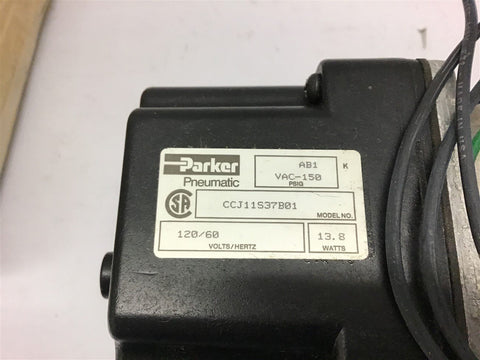 Parker
Pneumatic
AB1 K
VAC-150
PSIG
CCJ11S37B01
MODEL NO.
120/60
VOLTS/HERTZ
13.8
WATTS